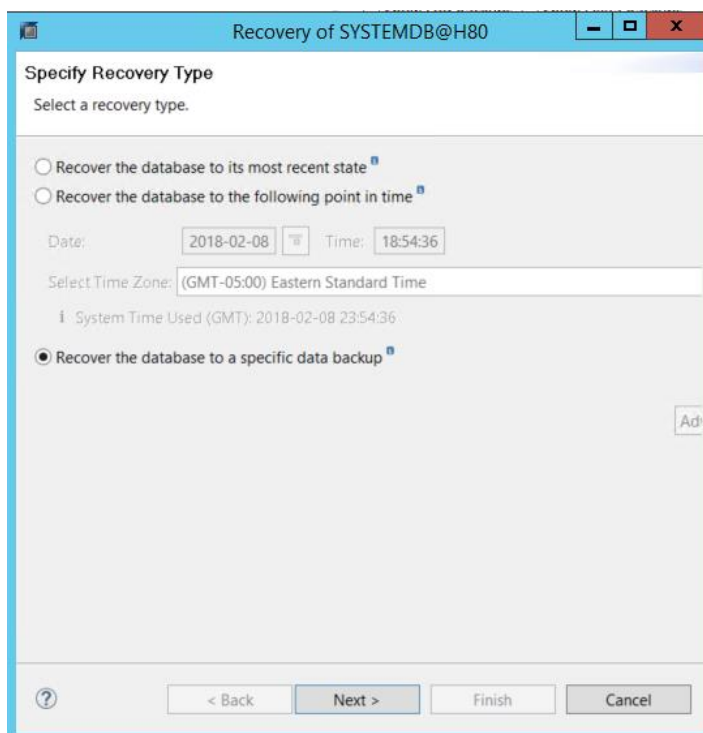 Recovery of SYSTEMDB@H80
Specify Recovery Type
Select a recovery type.
Recover the database to its most recent state
Recover the database to the following point in time
Date: 2018-02-08 Time: 18:54:36
Select Time Zone: (GMT-05:00) Eastern Standard Time
i System Time Used (GMT): 2018-02-08 23:54:36
Recover the database to a specific data backup
< Back Next > Finish Cancel